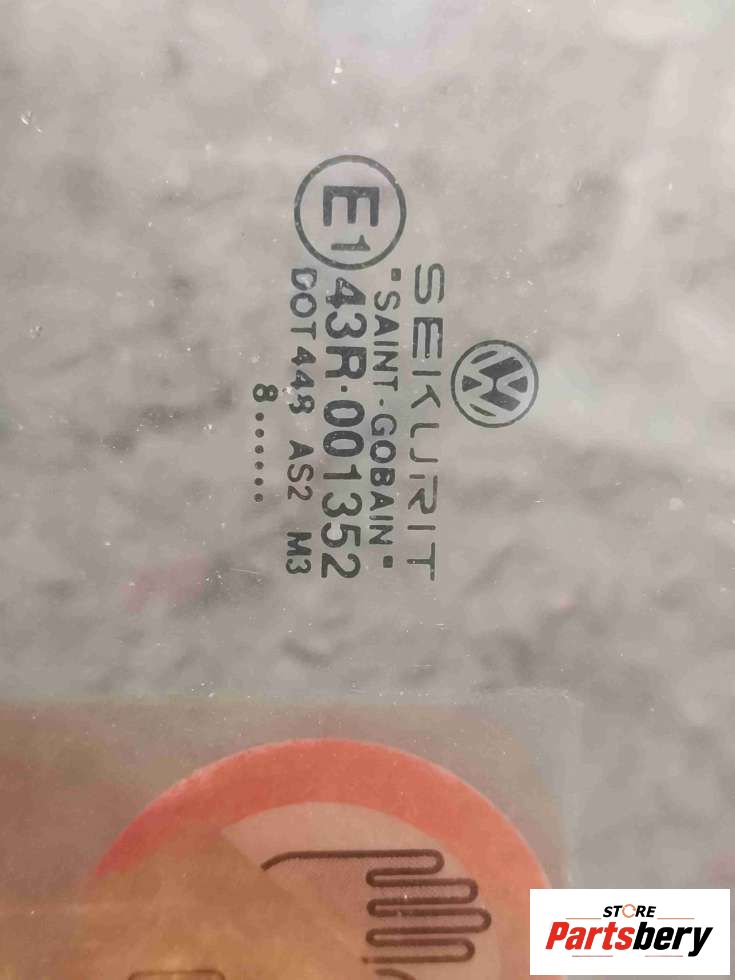 SEKURIT
"SAINT-GOBAIN"
E1
43R-001352
DOT448 AS2 M3
8.......
STORE
Partsbery